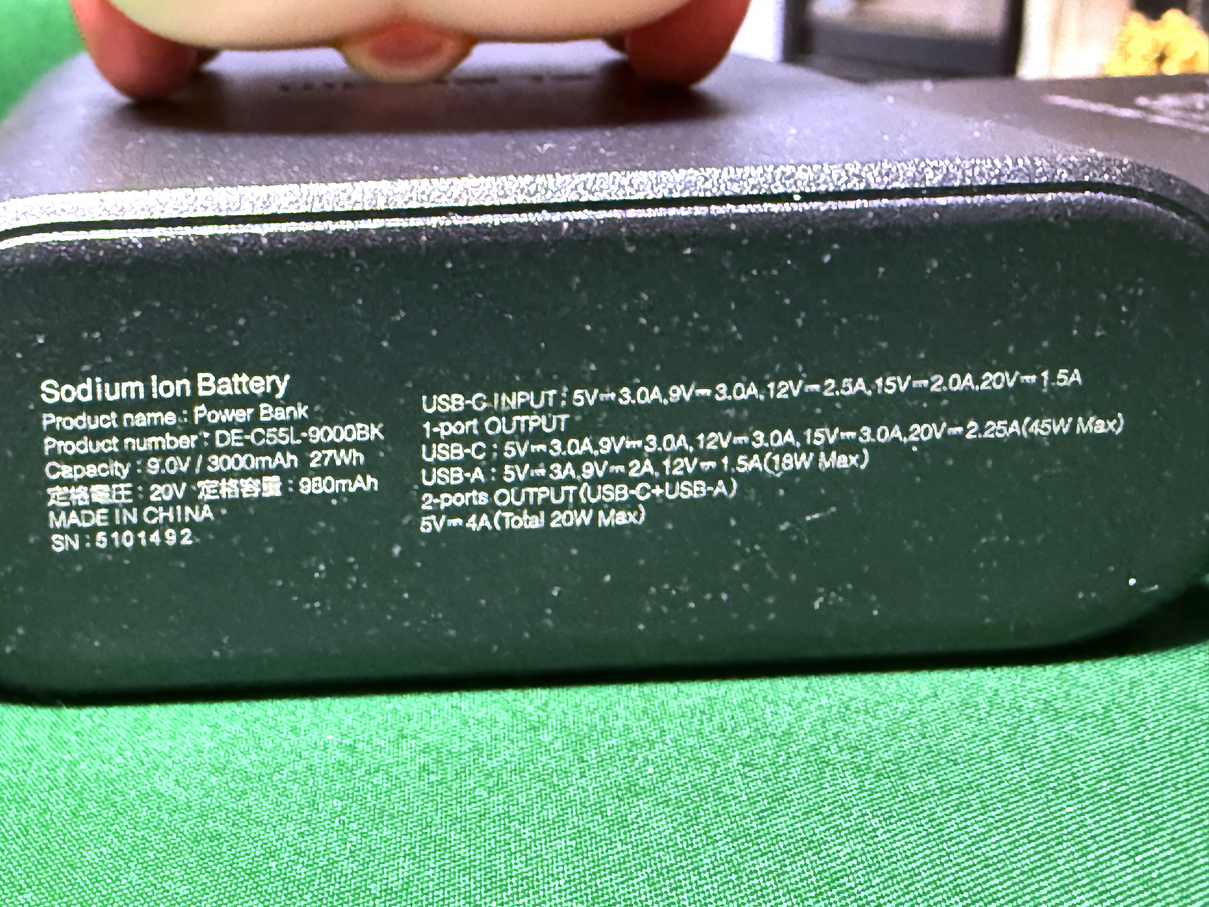 Sodium Ion Battery
Product name : Power Bank
Product number : DE-C55L-9000BK
Capacity : 9.0V / 3000mAh 27Wh
定格電圧 : 20V 定格容量 : 980mAh
MADE IN CHINA
SN : 5101492
USB-C INPUT : 5V⎓3.0A,9V⎓3.0A,12V⎓2.5A,15V⎓2.0A,20V⎓1.5A
1-port OUTPUT
USB-C : 5V⎓3.0A,9V⎓3.0A,12V⎓3.0A,15V⎓3.0A,20V⎓2.25A(45W Max)
USB-A : 5V⎓3A,9V⎓2A,12V⎓1.5A(18W Max)
2-ports OUTPUT(USB-C+USB-A)
5V⎓4A(Total 20W Max)